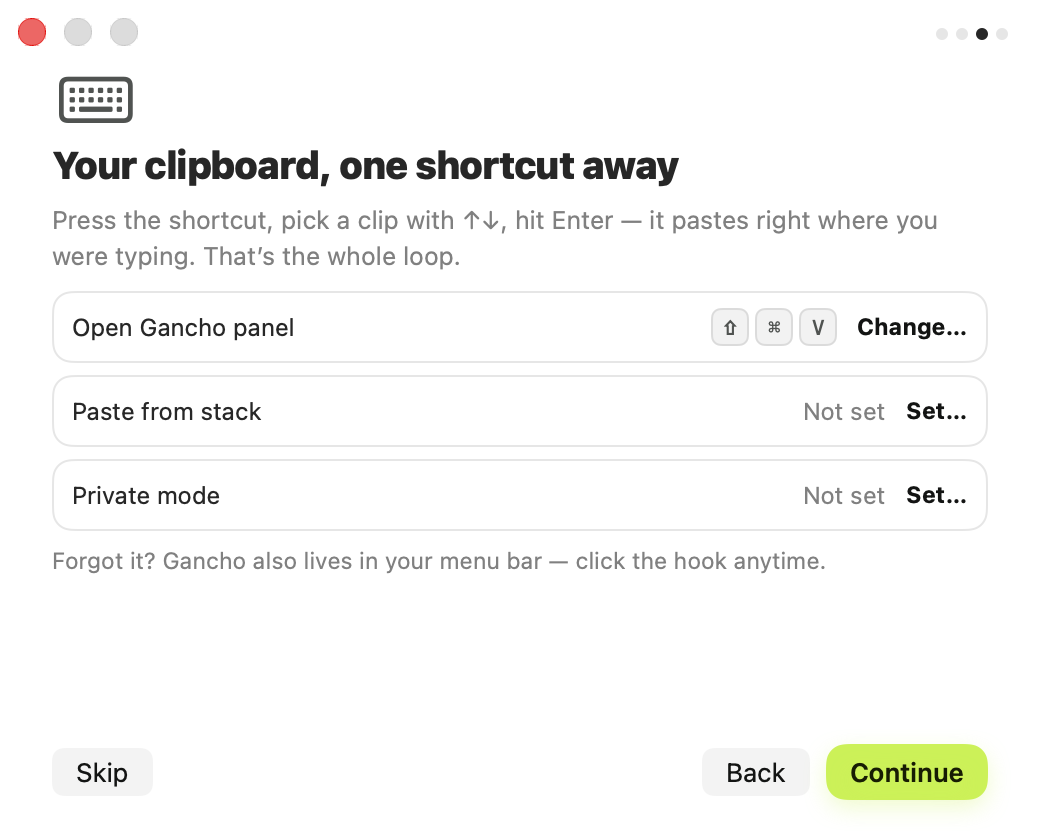 Your clipboard, one shortcut away
Press the shortcut, pick a clip with ↑↓, hit Enter — it pastes right where you
were typing. That’s the whole loop.
Open Gancho panel ⇧ ⌘ V Change...
Paste from stack Not set Set...
Private mode Not set Set...
Forgot it? Gancho also lives in your menu bar — click the hook anytime.
Skip Back Continue